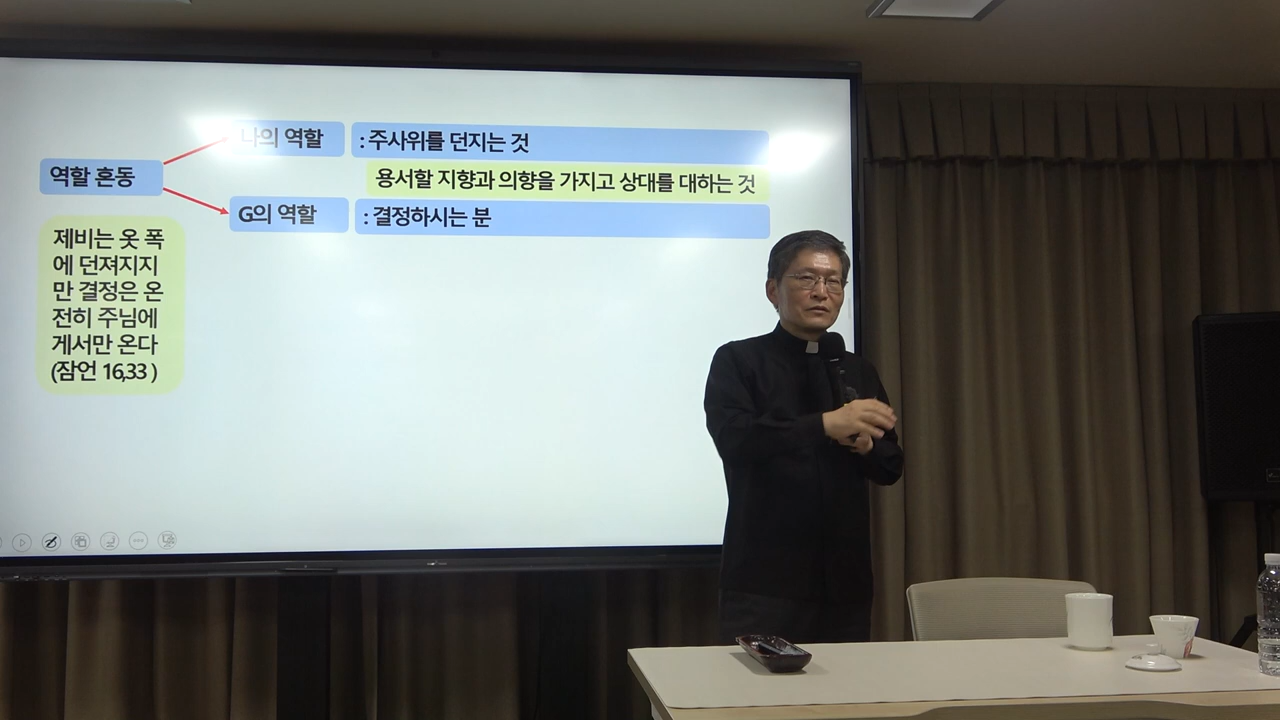 나의 역할 : 주사위를 던지는 것
역할 혼동
용서할 지향과 의향을 가지고 상대를 대하는 것
G의 역할 : 결정하시는 분
제비는 옷 폭
에 던져지지
만 결정은 온
전히 주님에
게서만 온다
(잠언 16,33 )